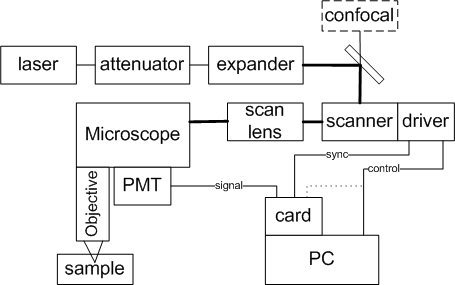 confocal
laser
attenuator
expander
scan
lens
scanner
driver
Microscope
sync
control
Objective
PMT
signal
card
PC
sample